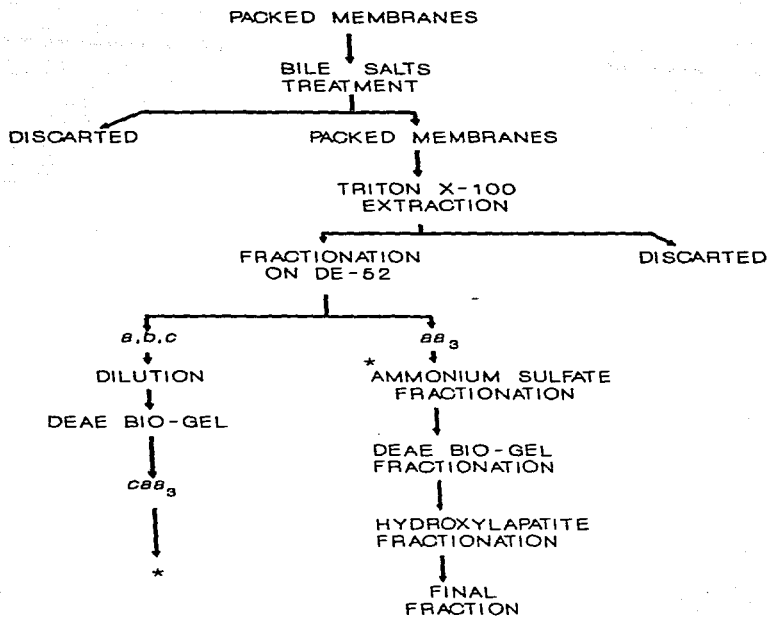 PACKED MEMBRANES
BILE SALTS
TREATMENT
DISCARTED
PACKED MEMBRANES
TRITON X-100
EXTRACTION
FRACTIONATION
ON DE-52
DISCARTED
a,b,c
aa3
DILUTION
*AMMONIUM SULFATE
FRACTIONATION
DEAE BIO-GEL
DEAE BIO-GEL
FRACTIONATION
caa3
HYDROXYLAPATITE
FRACTIONATION
*
FINAL
FRACTION